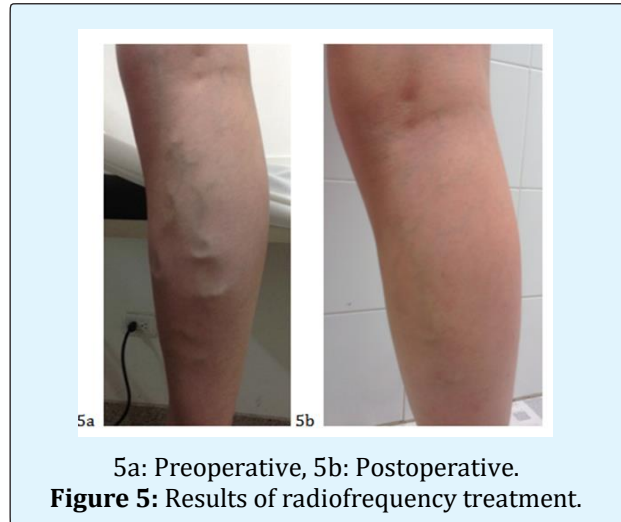 5a 5b
5a: Preoperative, 5b: Postoperative.
Figure 5: Results of radiofrequency treatment.